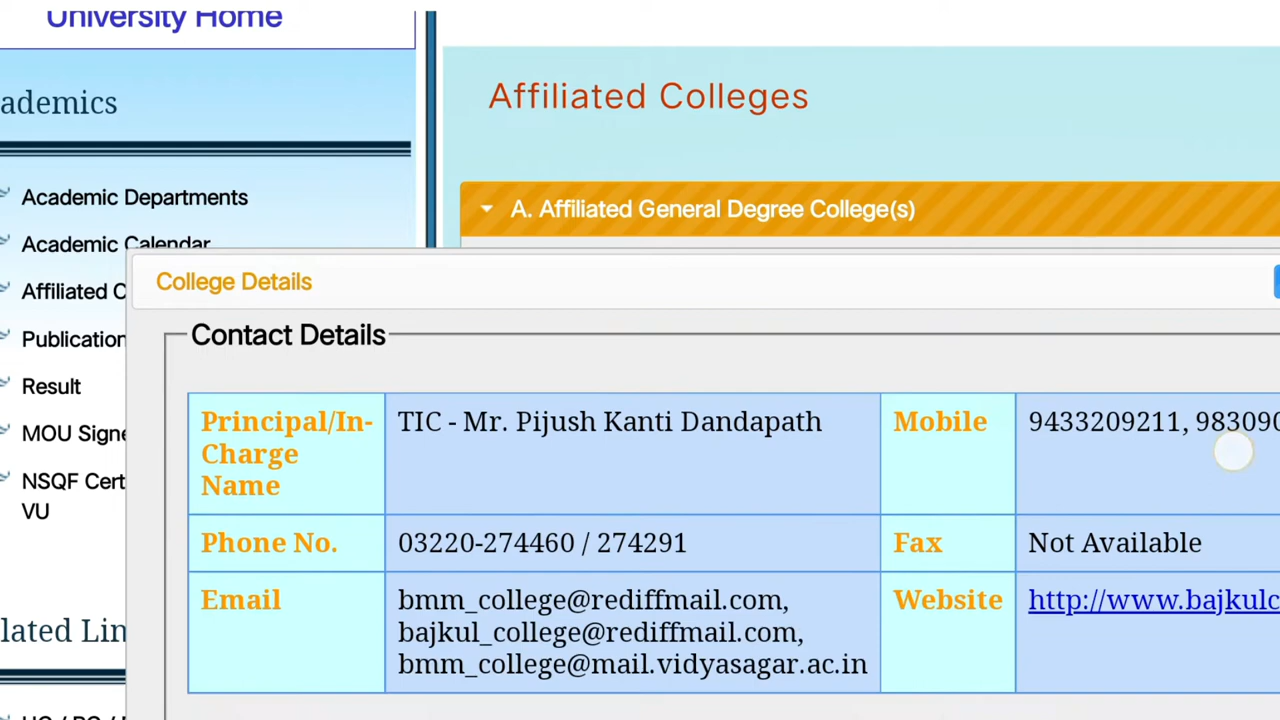 University Home
ademics
Academic Departments
Academic Calendar
Affiliated C
Publication
Result
MOU Signe
NSQF Cert
VU
lated Lin
Affiliated Colleges
A. Affiliated General Degree College(s)
College Details
Contact Details
Principal/In-
Charge
Name
TIC - Mr. Pijush Kanti Dandapath
Mobile
9433209211, 983090
Phone No.
03220-274460 / 274291
Fax
Not Available
Email
bmm_college@rediffmail.com,
bajkul_college@rediffmail.com,
bmm_college@mail.vidyasagar.ac.in
Website
http://www.bajkulc